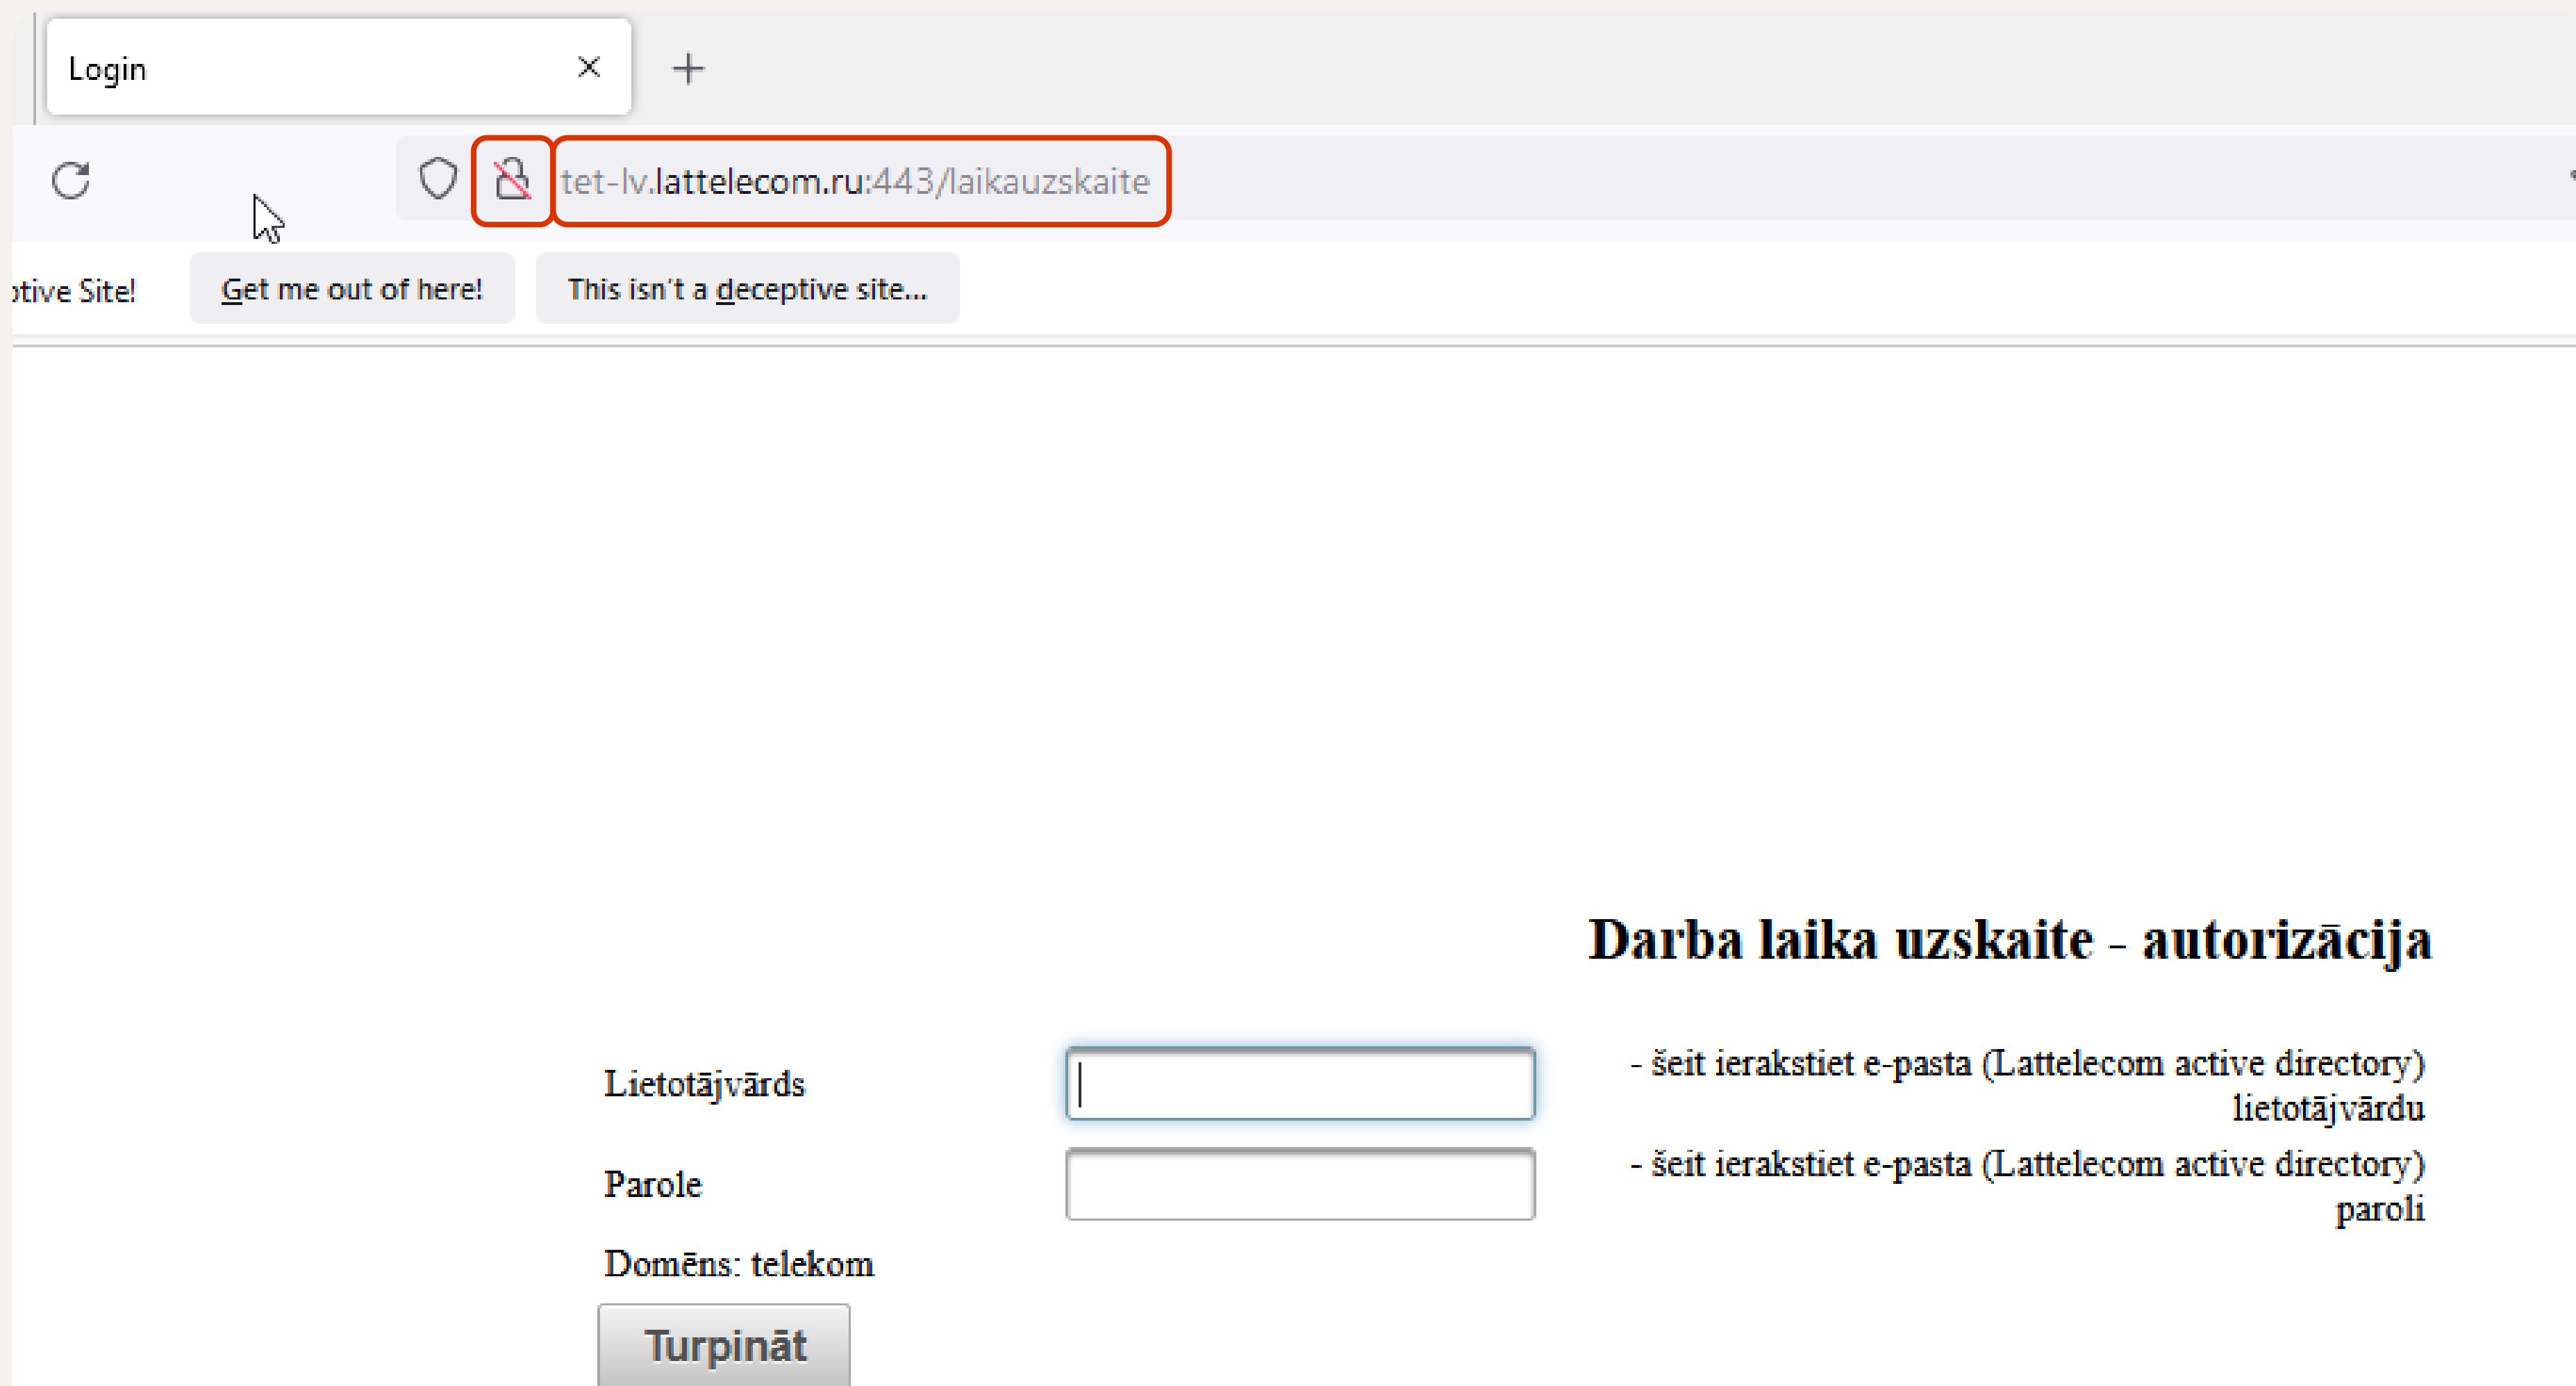 Login
tet-lv.lattelecom.ru:443/laikauzskaite
Site! Get me out of here! This isn't a deceptive site...
Darba laika uzskaite - autorizācija
Lietotājvārds
- šeit ierakstiet e-pasta (Lattelecom active directory)
lietotājvārdu
Parole
- šeit ierakstiet e-pasta (Lattelecom active directory)
paroli
Domēns: telekom
Turpināt